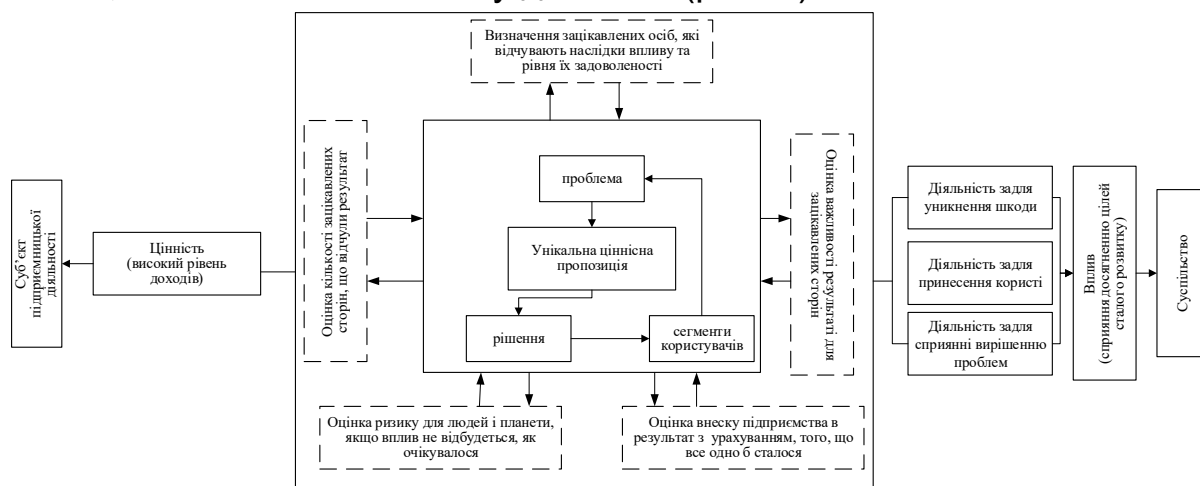 Визначення зацікавлених осіб, які
відчувають наслідки впливу та
рівня їх задоволеності
Суб’єкт
підприємницької
діяльності
Цінність
(високий рівень
доходів)
Оцінка кількості зацікавлених
сторін, що відчули результат
проблема
Унікальна ціннісна
пропозиція
рішення
сегменти
користувачів
Оцінка важливості результаті для
зацікавлених сторін
Оцінка ризику для людей і планети,
якщо вплив не відбудеться, як
очікувалося
Оцінка внеску підприємства в
результат з урахуванням, того, що
все одно б сталося
Діяльність задля
уникнення шкоди
Діяльність задля
принесення користі
Діяльність задля
сприянні вирішенню
проблем
Вплив
(сприяння досягненню цілей
сталого розвитку)
Суспільство